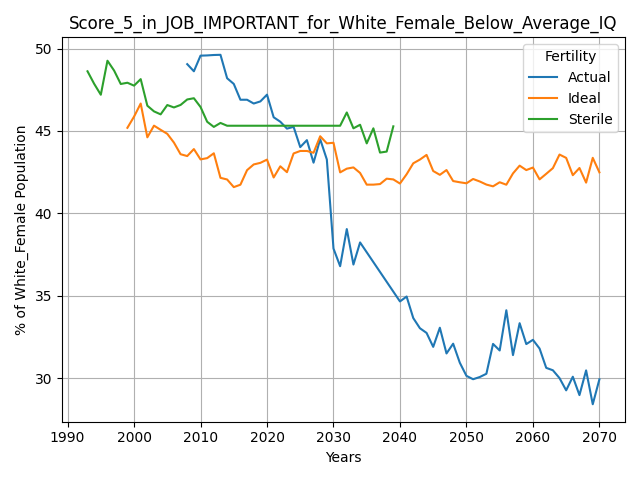 Score_5_in_JOB_IMPORTANT_for_White_Female_Below_Average_IQ
% of White_Female Population
50
45
40
35
30
Fertility
Actual
Ideal
Sterile
1990 2000 2010 2020 2030 2040 2050 2060 2070
Years